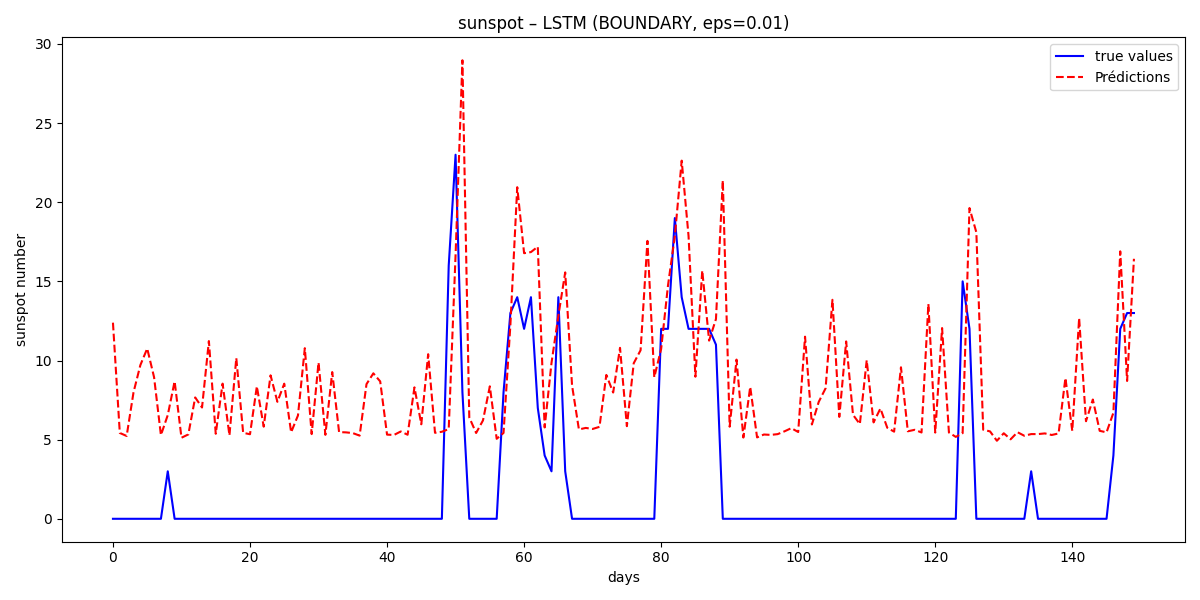 sunspot – LSTM (BOUNDARY, eps=0.01)
true values
Prédictions
sunspot number
30
25
20
15
10
5
0
0 20 40 60 80 100 120 140
days